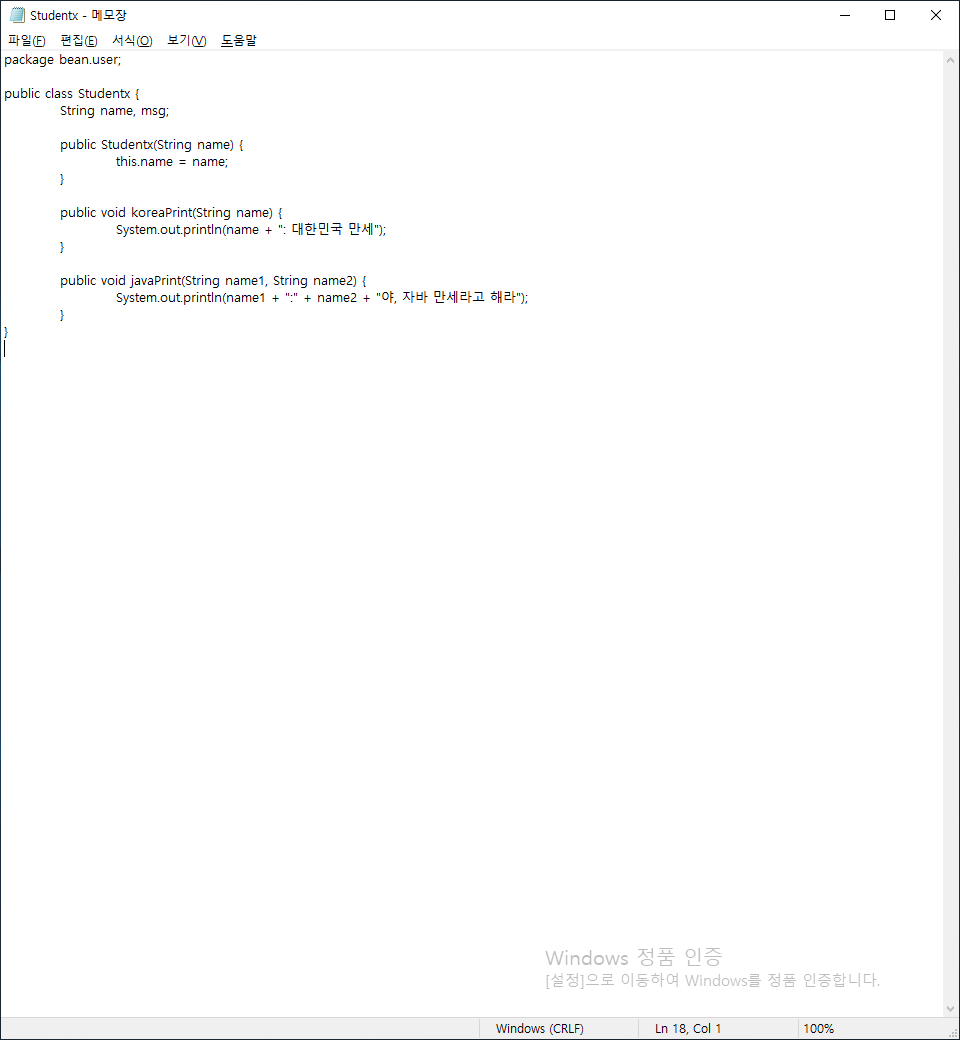 Studentx - 메모장
파일(F) 편집(E) 서식(O) 보기(V) 도움말
package bean.user;
public class Studentx {
String name, msg;
public Studentx(String name) {
this.name = name;
}
public void koreaPrint(String name) {
System.out.println(name + ": 대한민국 만세");
}
public void javaPrint(String name1, String name2) {
System.out.println(name1 + ":" + name2 + "야, 자바 만세라고 해라");
}
}
Windows 정품 인증
[설정]으로 이동하여 Windows를 정품 인증합니다.
Windows (CRLF) Ln 18, Col 1 100%